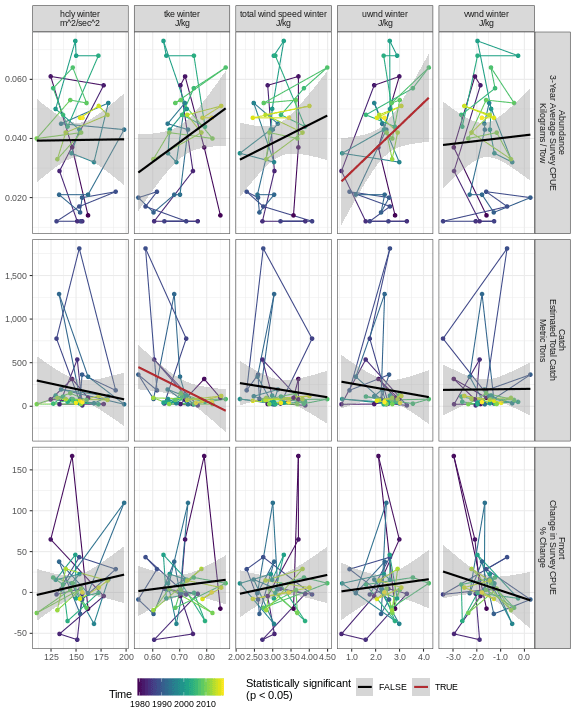 hcly winter
m^2/sec^2
tke winter
J/kg
total wind speed winter
J/kg
uwnd winter
J/kg
vwnd winter
J/kg
0.060
0.040
0.020
Abundance
3-Year Average Survey CPUE
Kilograms / Tow
1,500
1,000
500
0
Catch
Estimated Total Catch
Metric Tons
150
100
50
0
-50
Fmort
Change in Survey CPUE
% Change
125 150 175 200
0.60 0.70 0.80
2.00 2.50 3.00 3.50 4.00 4.50
1.0 2.0 3.0 4.0
-3.0 -2.0 -1.0 0.0
Time
1980 1990 2000 2010
Statistically significant
(p < 0.05)
FALSE
TRUE